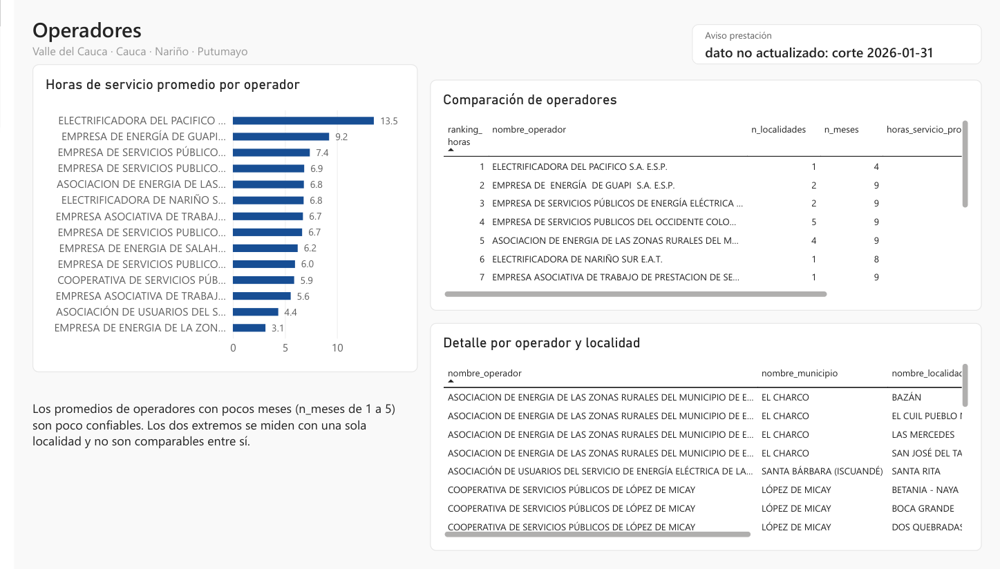 Operadores
Valle del Cauca · Cauca · Nariño · Putumayo
Aviso prestación
dato no actualizado: corte 2026-01-31
Horas de servicio promedio por operador
ELECTRIFICADORA DEL PACIFICO ... 13.5
EMPRESA DE ENERGÍA DE GUAPI... 9.2
EMPRESA DE SERVICIOS PÚBLICO... 7.4
EMPRESA DE SERVICIOS PUBLICO... 6.9
ASOCIACION DE ENERGIA DE LAS... 6.8
ELECTRIFICADORA DE NARIÑO S... 6.8
EMPRESA ASOCIATIVA DE TRABAJ... 6.7
EMPRESA DE SERVICIOS PUBLICO... 6.7
EMPRESA DE ENERGIA DE SALAH... 6.2
EMPRESA DE SERVICIOS PUBLICO... 6.0
COOPERATIVA DE SERVICIOS PÚB... 5.9
EMPRESA ASOCIATIVA DE TRABAJ... 5.6
ASOCIACIÓN DE USUARIOS DEL S... 4.4
EMPRESA DE ENERGIA DE LA ZON... 3.1
0 5 10
Los promedios de operadores con pocos meses (n_meses de 1 a 5)
son poco confiables. Los dos extremos se miden con una sola
localidad y no son comparables entre sí.
Comparación de operadores
ranking_ nombre_operador n_localidades n_meses horas_servicio_pro
horas
1 ELECTRIFICADORA DEL PACIFICO S.A. E.S.P. 1 4
2 EMPRESA DE ENERGÍA DE GUAPI S.A. E.S.P. 2 9
3 EMPRESA DE SERVICIOS PÚBLICOS DE ENERGÍA ELÉCTRICA ... 2 9
4 EMPRESA DE SERVICIOS PUBLICOS DEL OCCIDENTE COLO... 5 9
5 ASOCIACION DE ENERGIA DE LAS ZONAS RURALES DEL M... 4 9
6 ELECTRIFICADORA DE NARIÑO SUR E.A.T. 1 8
7 EMPRESA ASOCIATIVA DE TRABAJO DE PRESTACION DE SE... 1 9
Detalle por operador y localidad
nombre_operador nombre_municipio nombre_localidad
ASOCIACION DE ENERGIA DE LAS ZONAS RURALES DEL MUNICIPIO DE E... EL CHARCO BAZÁN
ASOCIACION DE ENERGIA DE LAS ZONAS RURALES DEL MUNICIPIO DE E... EL CHARCO EL CUIL PUEBLO
ASOCIACION DE ENERGIA DE LAS ZONAS RURALES DEL MUNICIPIO DE E... EL CHARCO LAS MERCEDES
ASOCIACION DE ENERGIA DE LAS ZONAS RURALES DEL MUNICIPIO DE E... EL CHARCO SAN JOSÉ DEL TA
ASOCIACIÓN DE USUARIOS DEL SERVICIO DE ENERGÍA ELÉCTRICA DE LA... SANTA BÁRBARA (ISCUANDÉ) SANTA RITA
COOPERATIVA DE SERVICIOS PÚBLICOS DE LÓPEZ DE MICAY LÓPEZ DE MICAY BETANIA - NAYA
COOPERATIVA DE SERVICIOS PÚBLICOS DE LÓPEZ DE MICAY LÓPEZ DE MICAY BOCA GRANDE
COOPERATIVA DE SERVICIOS PÚBLICOS DE LÓPEZ DE MICAY LÓPEZ DE MICAY DOS QUEBRADAS